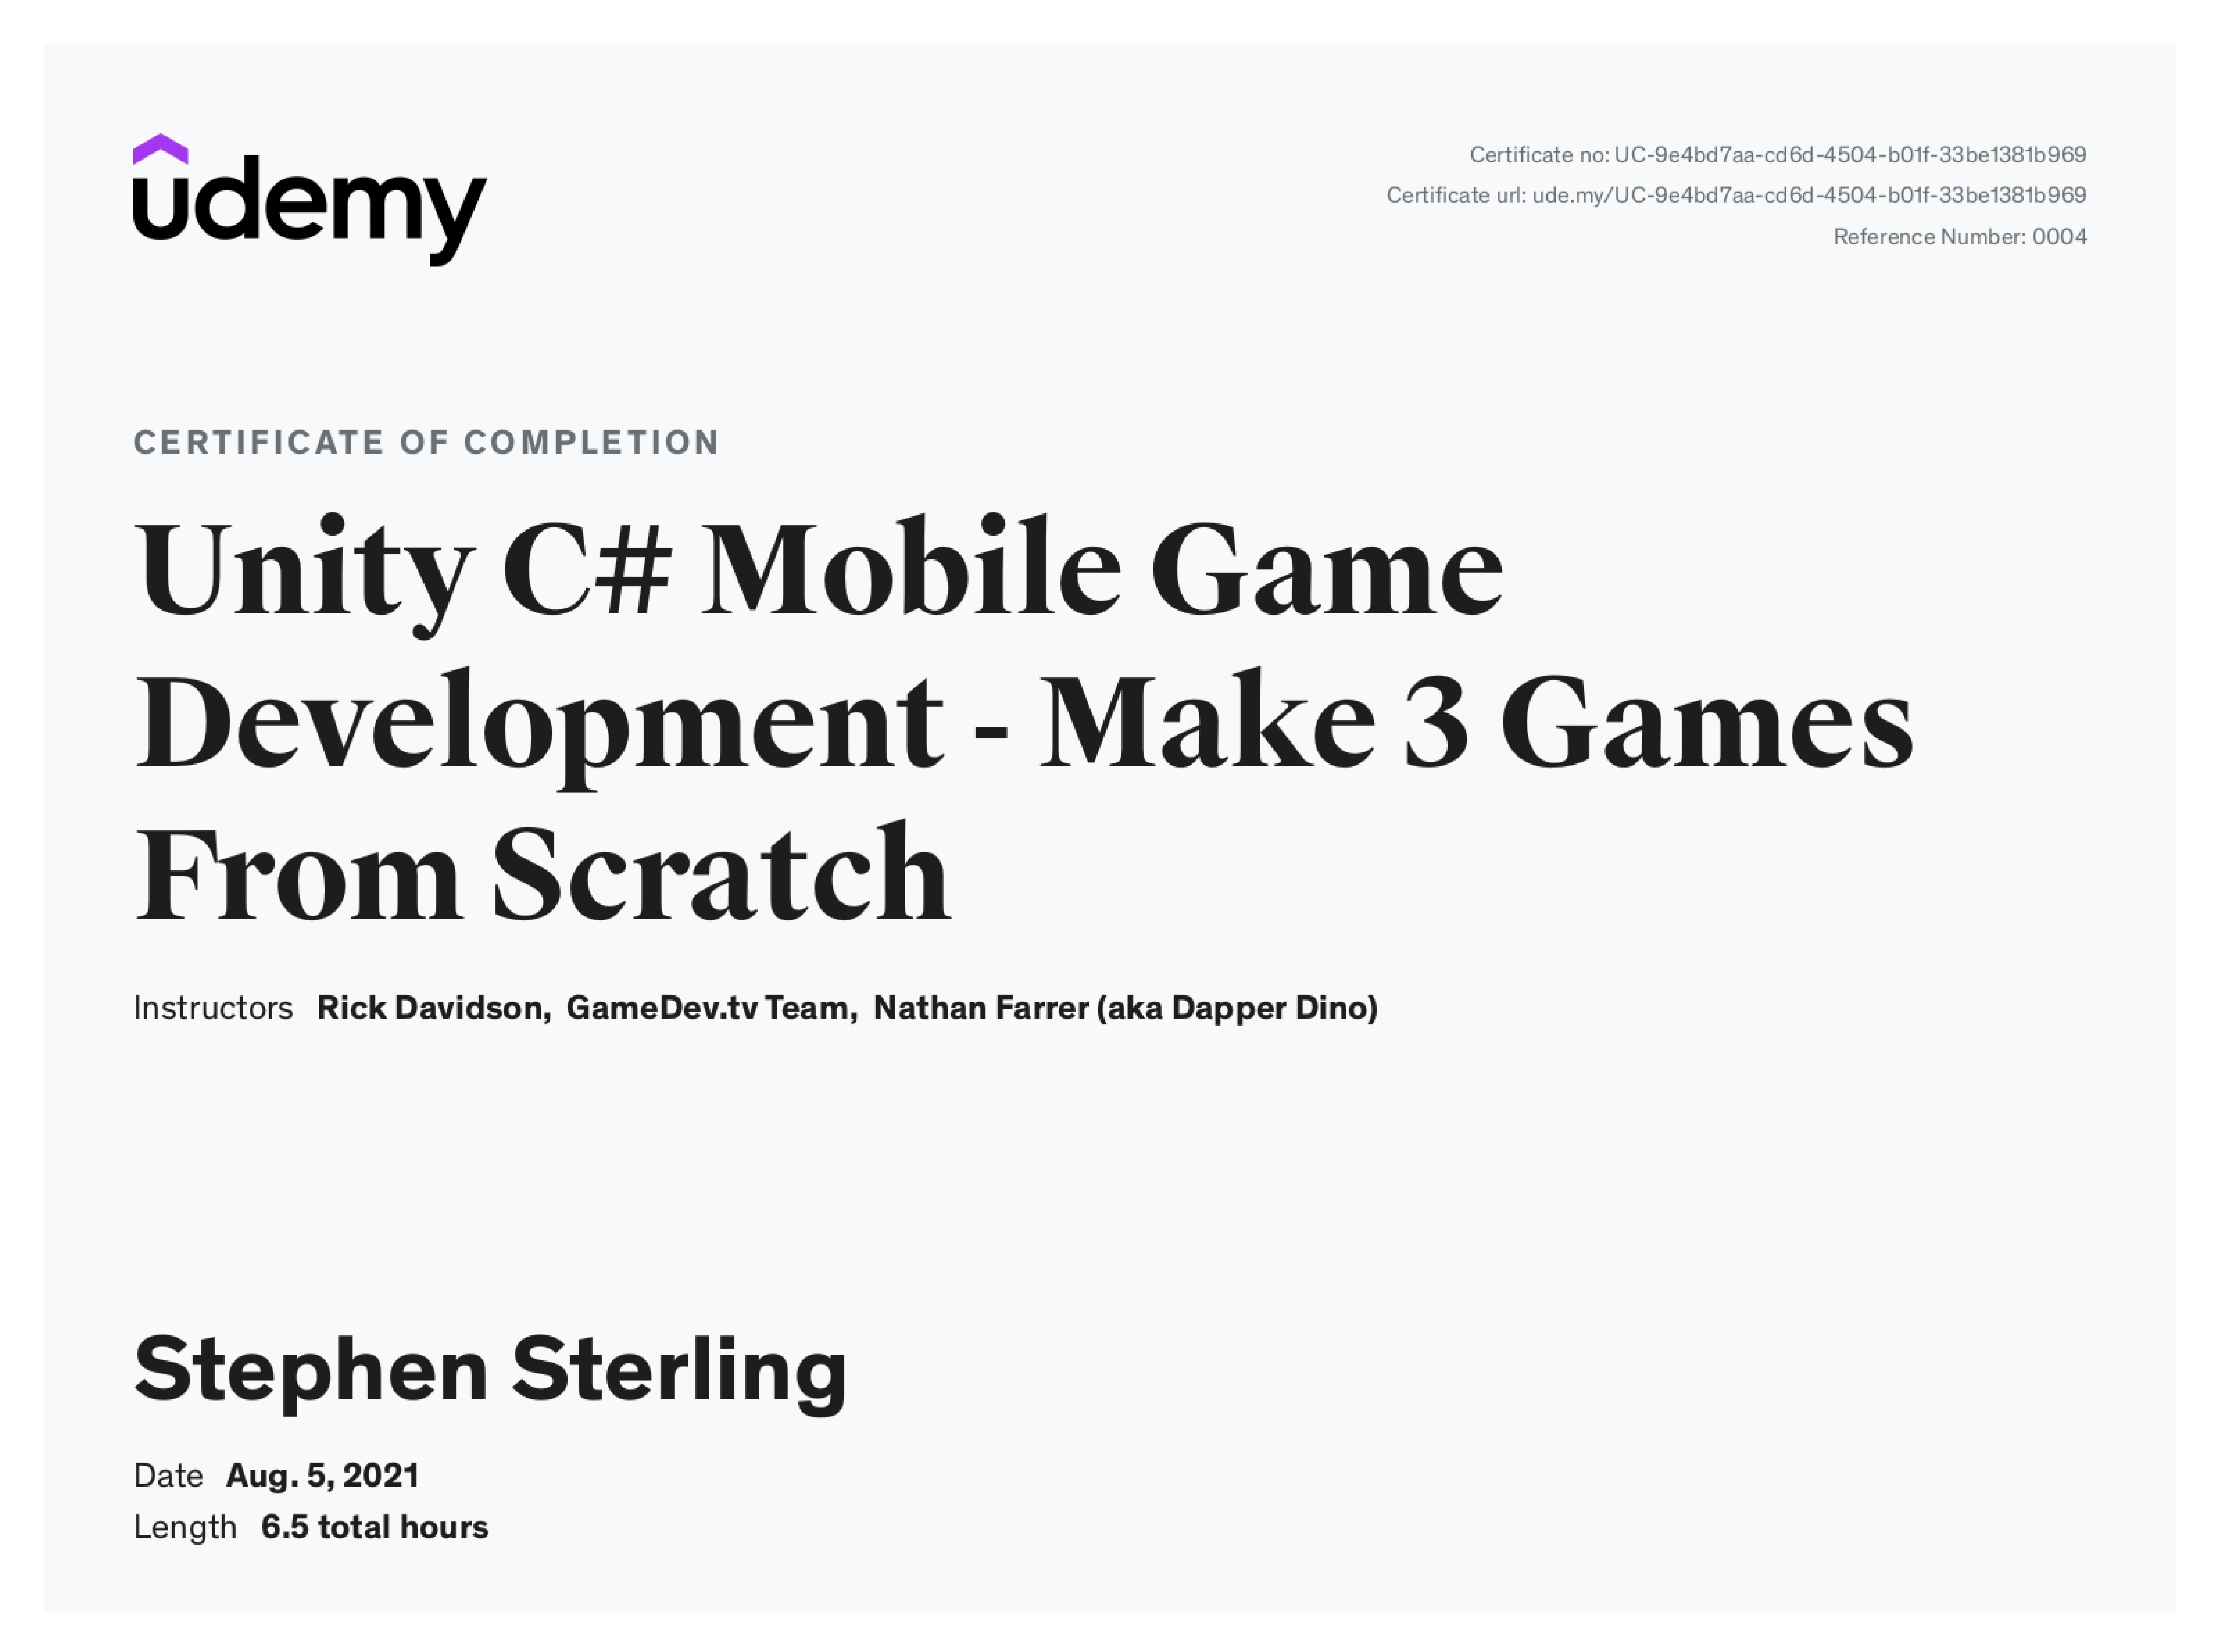 udemy
Certificate no: UC-9e4bd7aa-cd6d-4504-b01f-33be1381b969
Certificate url: ude.my/UC-9e4bd7aa-cd6d-4504-b01f-33be1381b969
Reference Number: 0004
CERTIFICATE OF COMPLETION
Unity C# Mobile Game
Development - Make 3 Games
From Scratch
Instructors Rick Davidson, GameDev.tv Team, Nathan Farrer (aka Dapper Dino)
Stephen Sterling
Date Aug. 5, 2021
Length 6.5 total hours